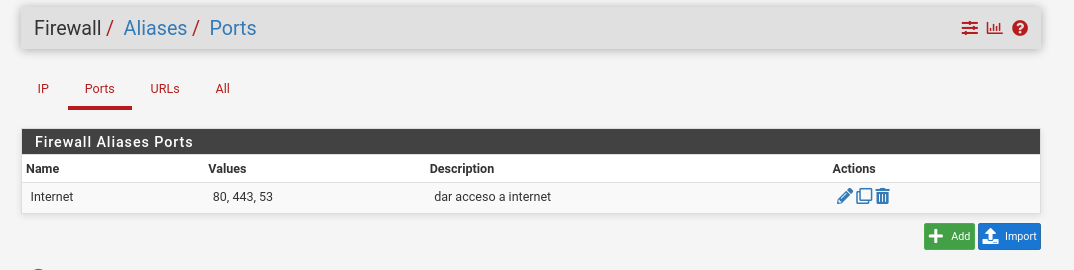 Firewall / Aliases / Ports
IP Ports URLs All
Firewall Aliases Ports
Name Values Description Actions
Internet 80, 443, 53 dar acceso a internet
Add Import